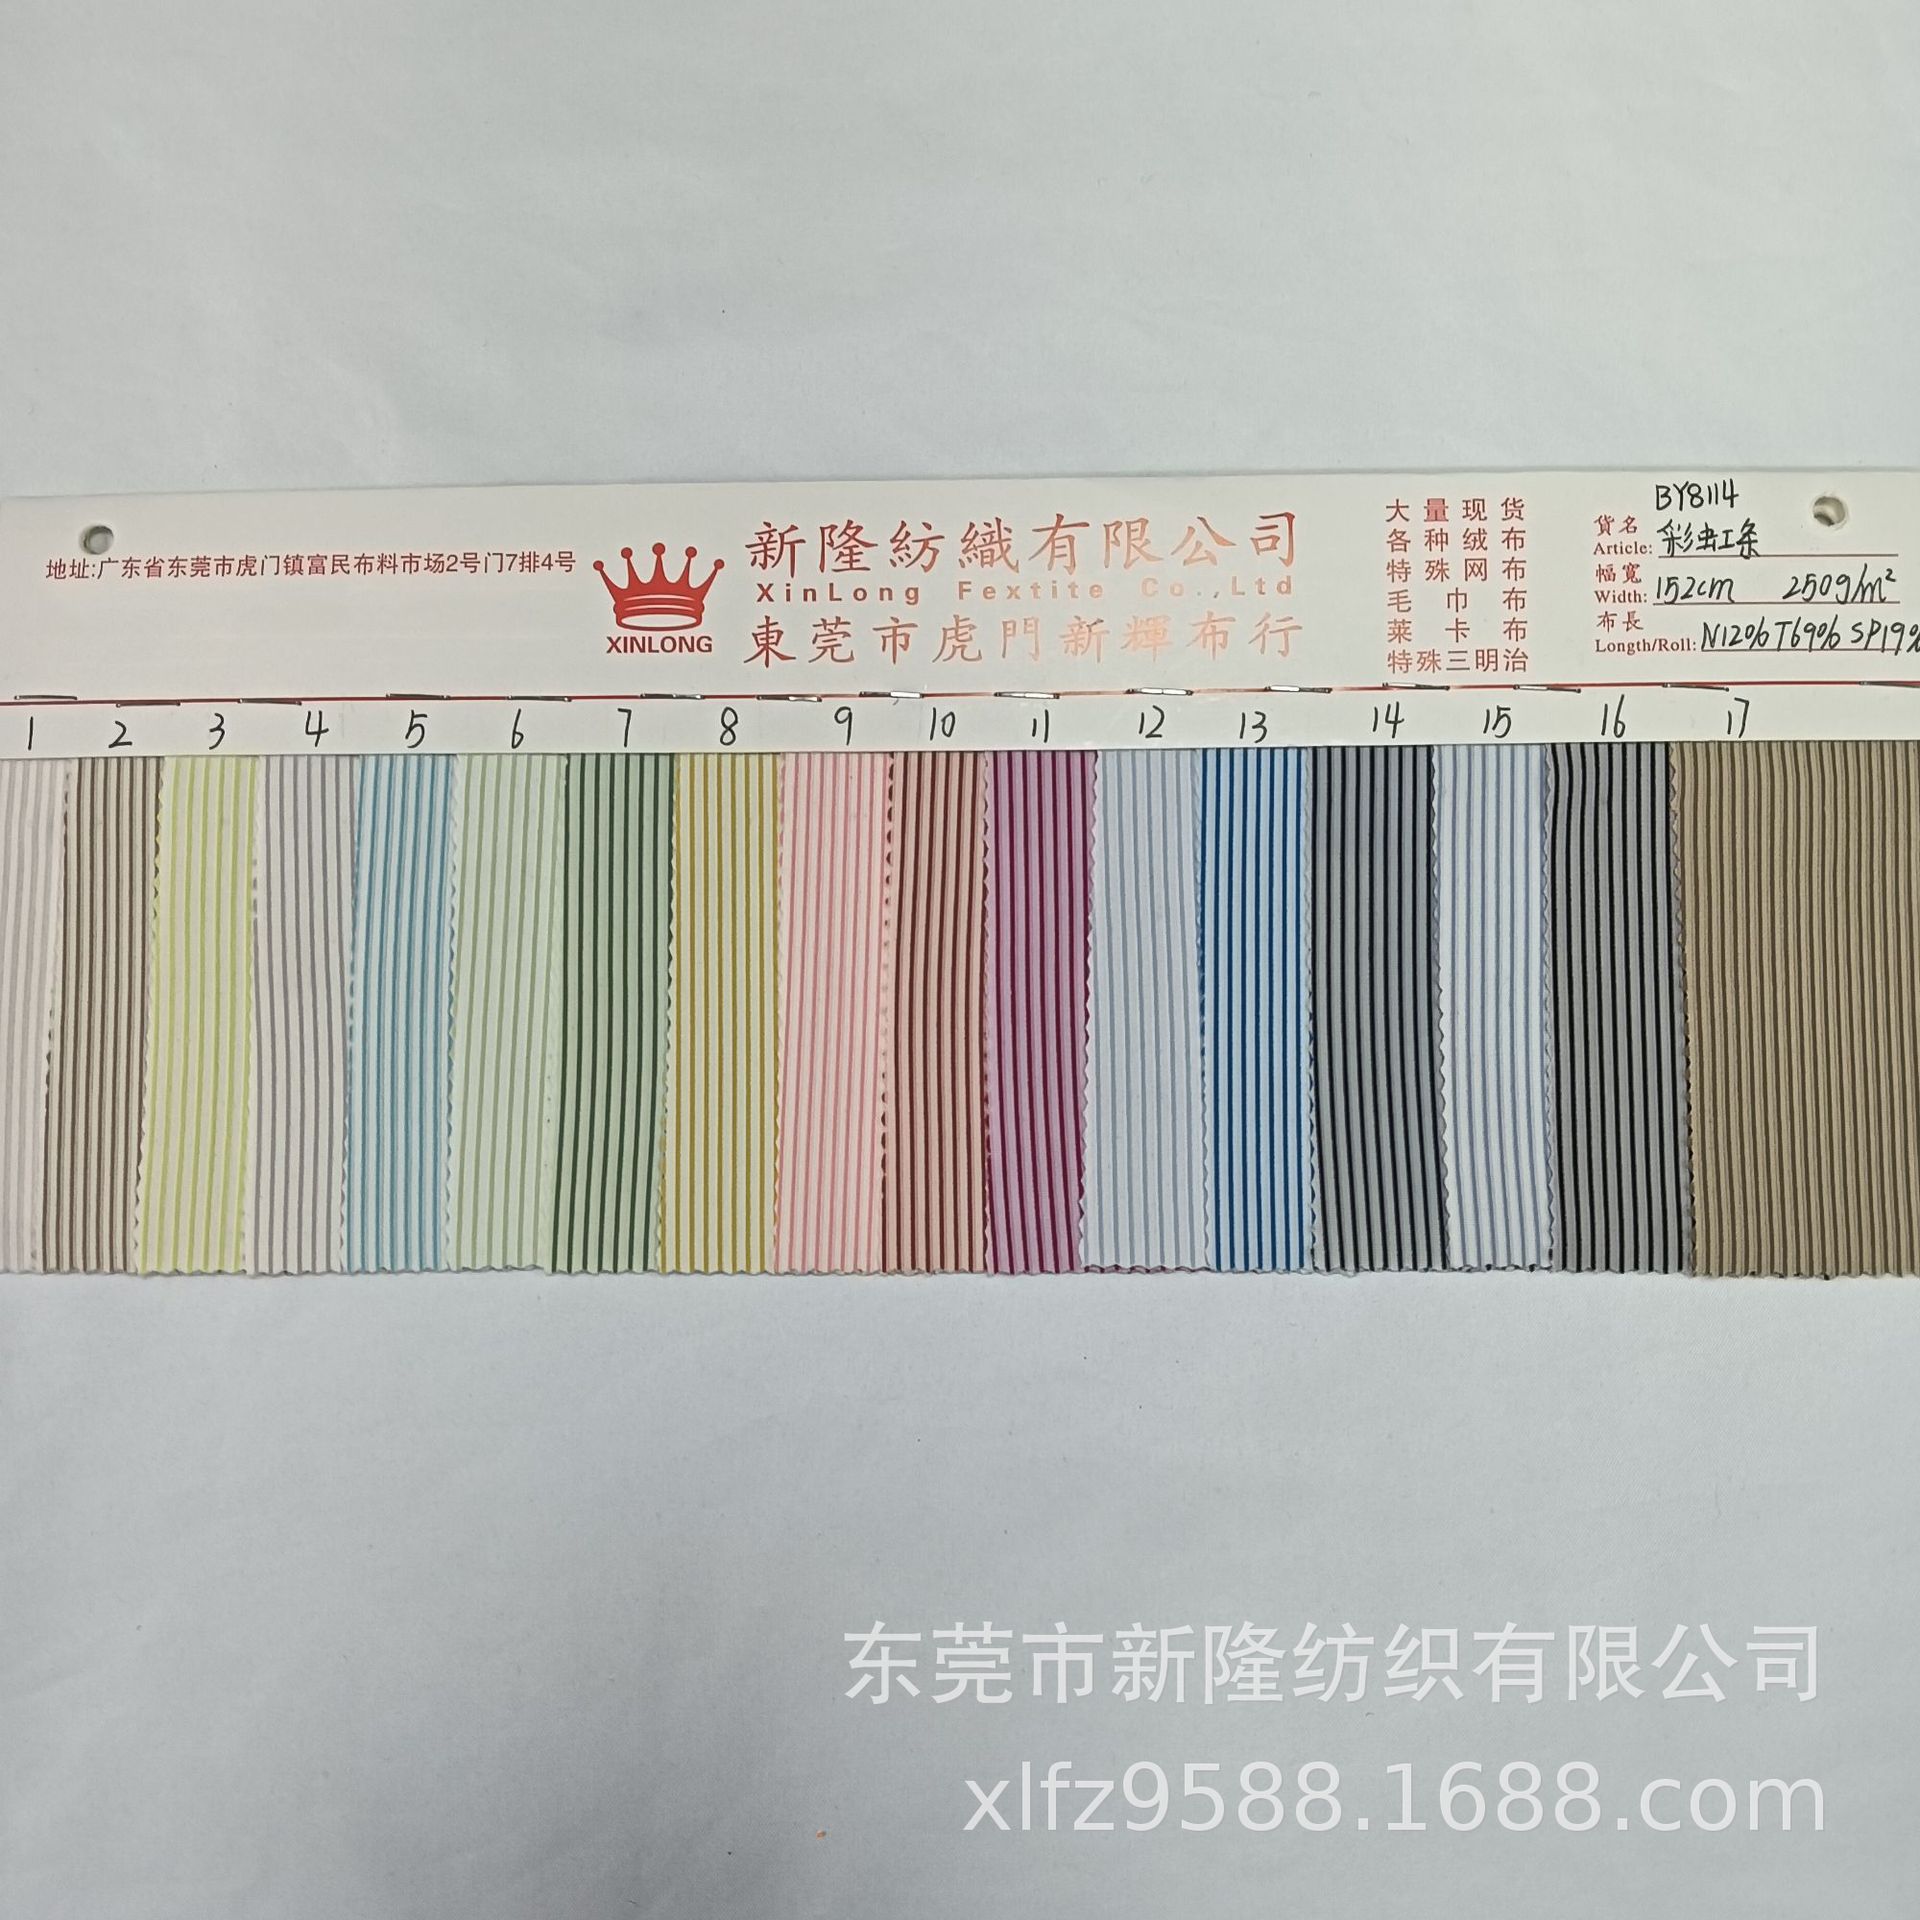 地址:广东省东莞市虎门镇富民布料市场2号门7排4号
XINLONG
新隆紡織有限公司
XinLong Fextite Co.,Ltd
東莞市虎門新輝布行
大量现货
各种绒布
特殊网布
毛巾布
莱卡布
特殊三明治
BY8114
貨名
Article: 彩虹条
幅寬
Width: 152cm 250g/m²
布長
Length/Roll: N12% T69% SP19%
1 2 3 4 5 6 7 8 9 10 11 12 13 14 15 16 17
东莞市新隆纺织有限公司
xlfz9588.1688.com